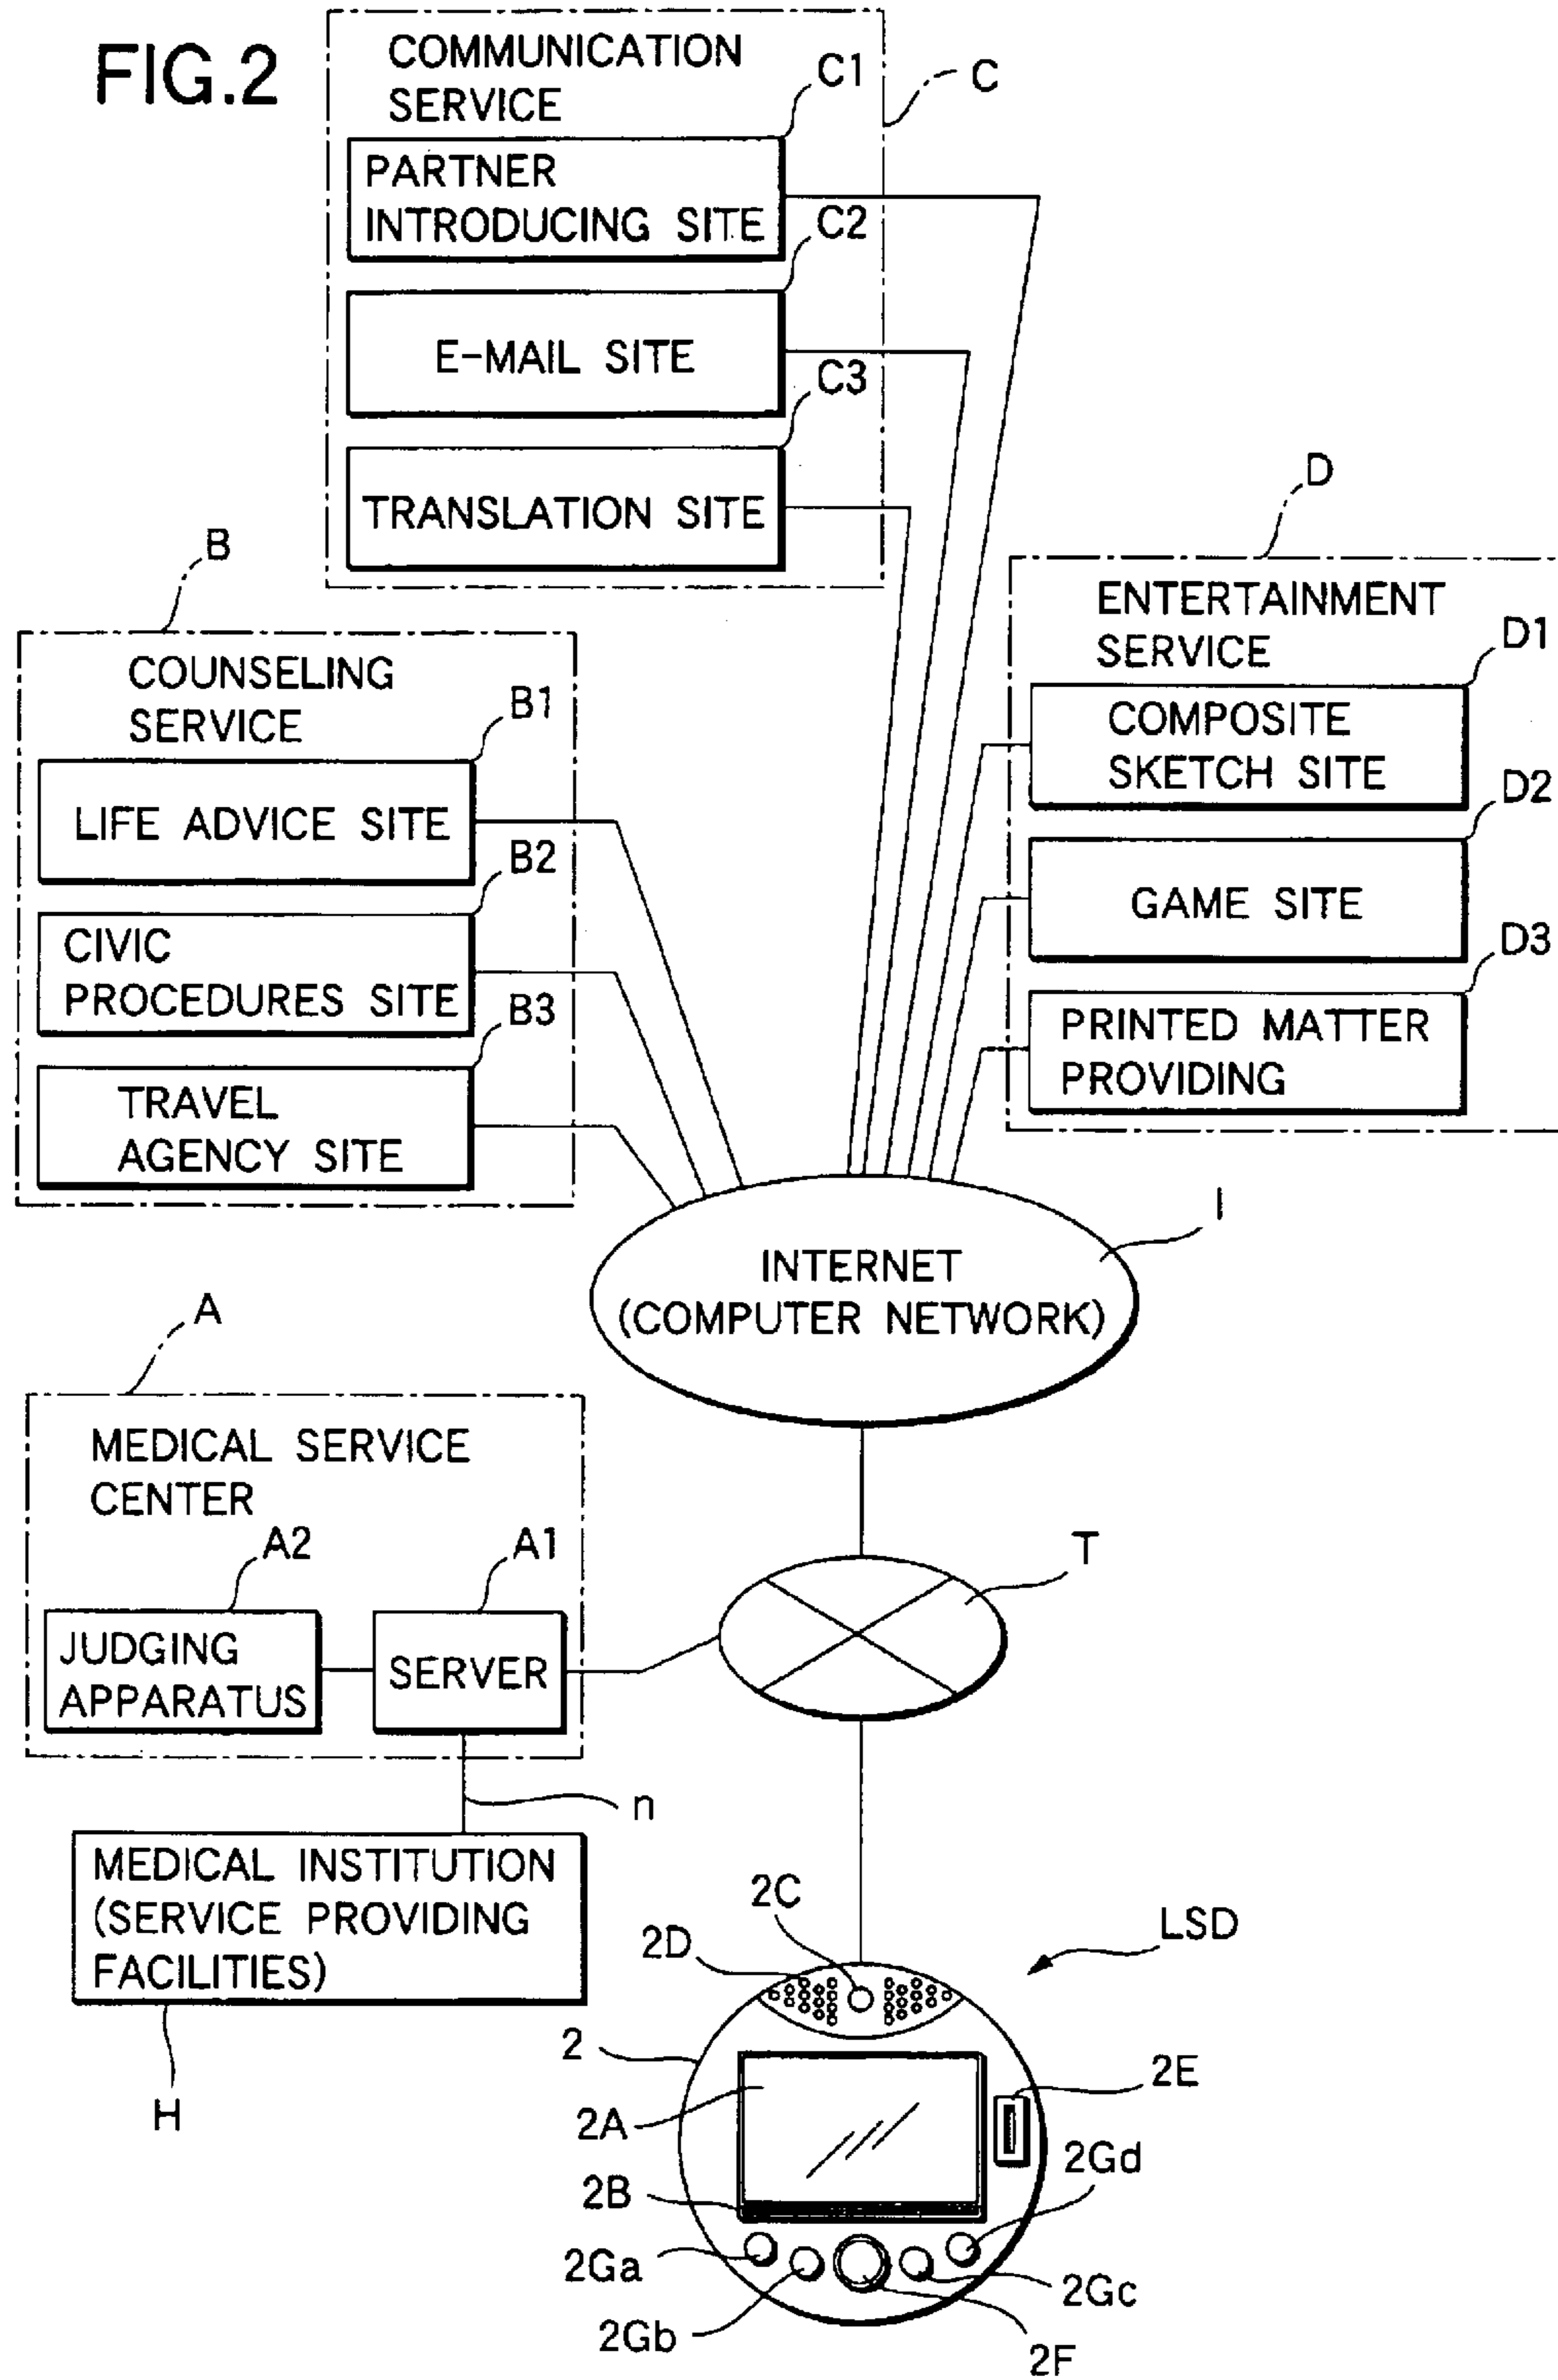 FIG.2
COMMUNICATION
SERVICE
C
C1
PARTNER
INTRODUCING SITE
C2
E-MAIL SITE
C3
TRANSLATION SITE
B
COUNSELING
SERVICE
B1
LIFE ADVICE SITE
B2
CIVIC
PROCEDURES SITE
B3
TRAVEL
AGENCY SITE
D
ENTERTAINMENT
SERVICE
D1
COMPOSITE
SKETCH SITE
D2
GAME SITE
D3
PRINTED MATTER
PROVIDING
I
INTERNET
(COMPUTER NETWORK)
A
MEDICAL SERVICE
CENTER
A2
A1
JUDGING
APPARATUS
SERVER
T
n
MEDICAL INSTITUTION
(SERVICE PROVIDING
FACILITIES)
H
2C
2D
LSD
2
2E
2A
2Gd
2B
2Ga
2Gc
2Gb
2F